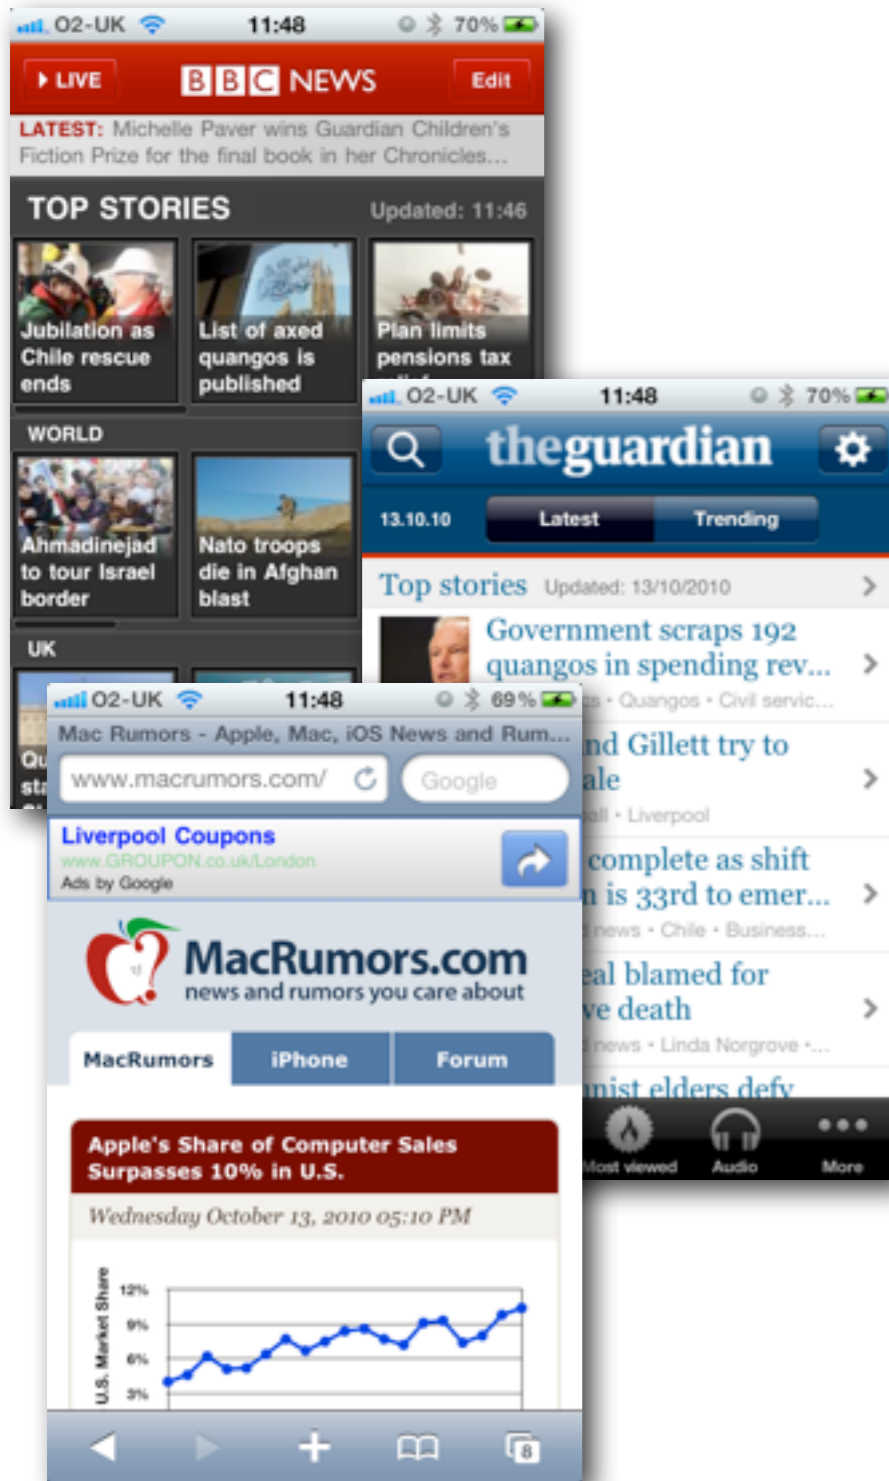 O2-UK 11:48 70%
LIVE BBC NEWS Edit
LATEST: Michelle Paver wins Guardian Children's
Fiction Prize for the final book in her Chronicles...
TOP STORIES Updated: 11:46
Jubilation as
Chile rescue
ends
List of axed
quangos is
published
Plan limits
pensions tax
WORLD
Ahmadinejad
to tour Israel
border
Nato troops
die in Afghan
blast
UK
Qu
sta
O2-UK 11:48 70%
theguardian
13.10.10 Latest Trending
Top stories Updated: 13/10/2010
Government scraps 192
quangos in spending rev...
cs • Quangos • Civil servic...
nd Gillett try to
ale
all • Liverpool
complete as shift
n is 33rd to emer...
news • Chile • Business...
eal blamed for
ve death
news • Linda Norgrove •...
nist elders defy
Most viewed Audio More
O2-UK 11:48 69%
Mac Rumors - Apple, Mac, iOS News and Rum...
www.macrumors.com/ Google
Liverpool Coupons
www.GROUPON.co.uk/London
Ads by Google
MacRumors.com
news and rumors you care about
MacRumors iPhone Forum
Apple's Share of Computer Sales
Surpasses 10% in U.S.
Wednesday October 13, 2010 05:10 PM
U.S. Market Share
12%
9%
6%
3%
8